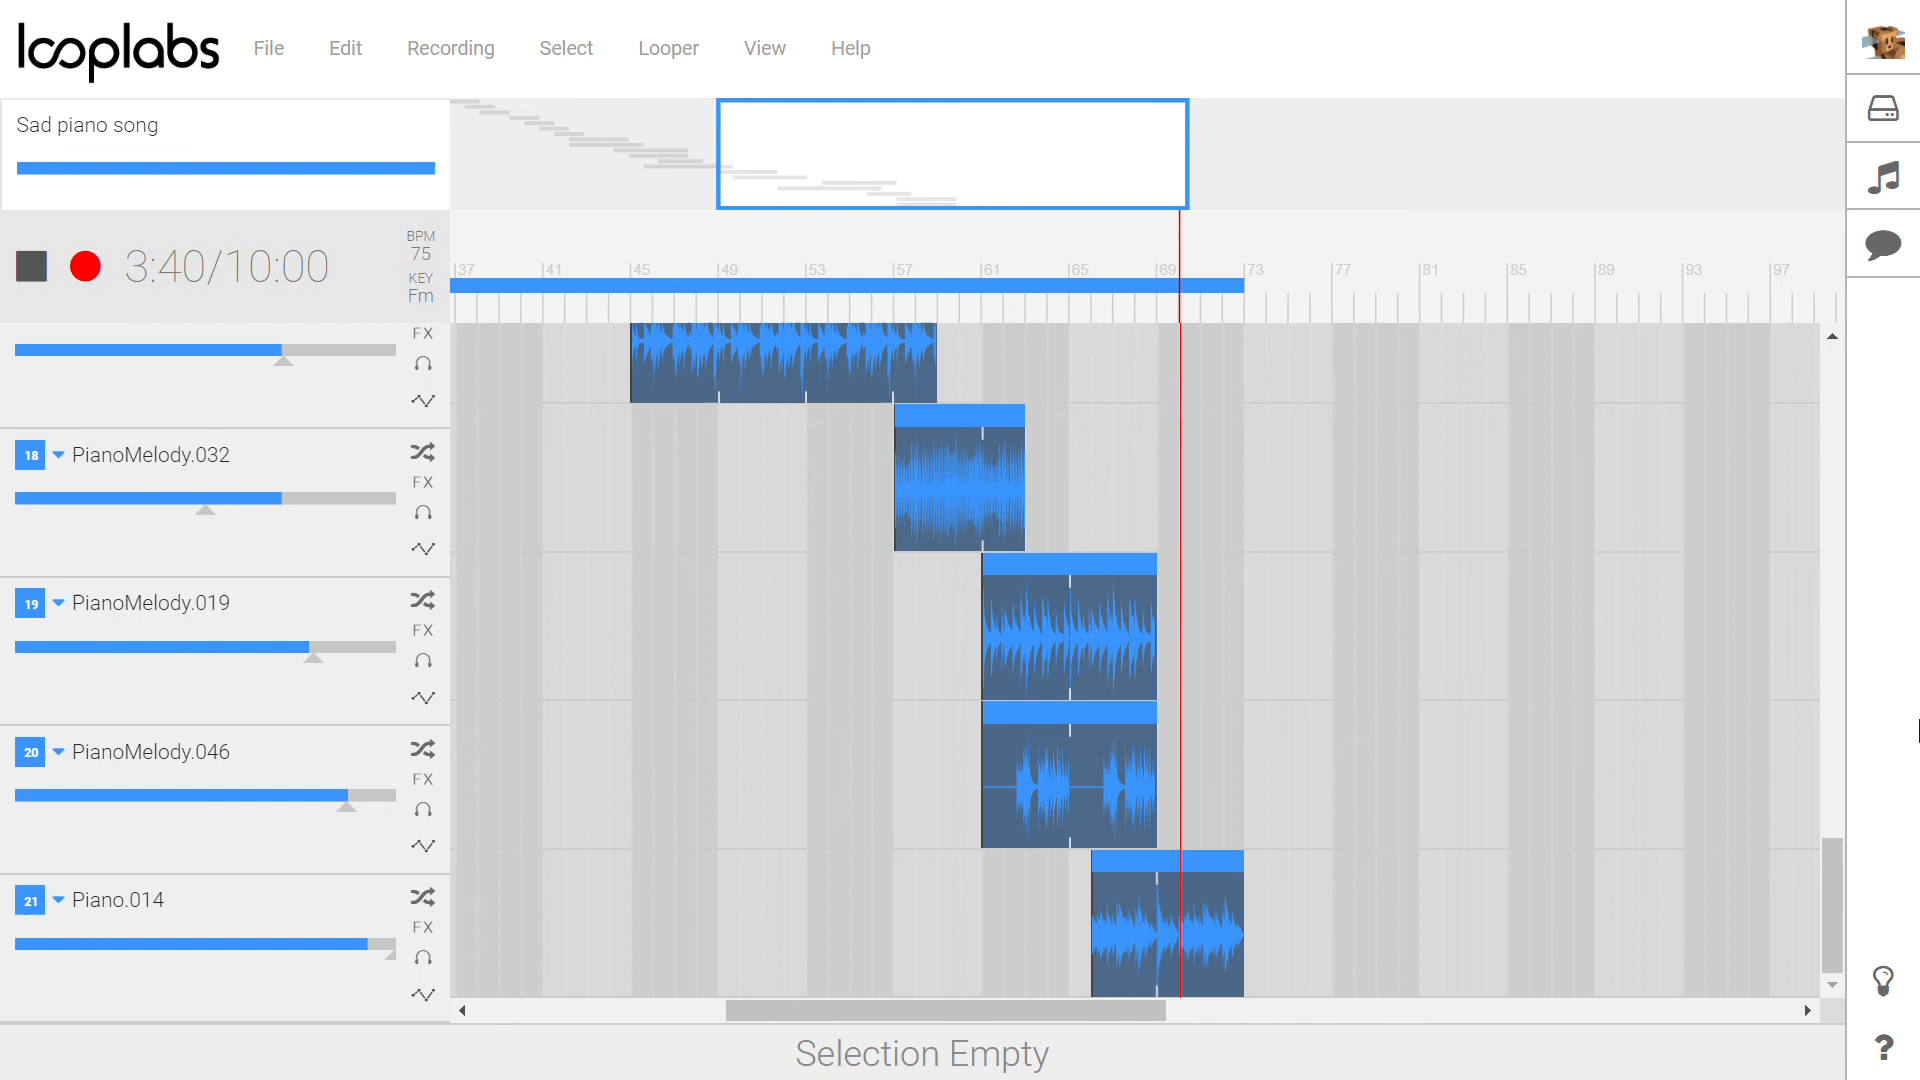 looplabs
File Edit Recording Select Looper View Help
Sad piano song
3:40/10:00
BPM
75
KEY
Fm
37 41 45 49 53 57 61 65 69 73 77 81 85 89 93 97
FX
18 PianoMelody.032
FX
19 PianoMelody.019
FX
20 PianoMelody.046
FX
21 Piano.014
FX
?
Selection Empty